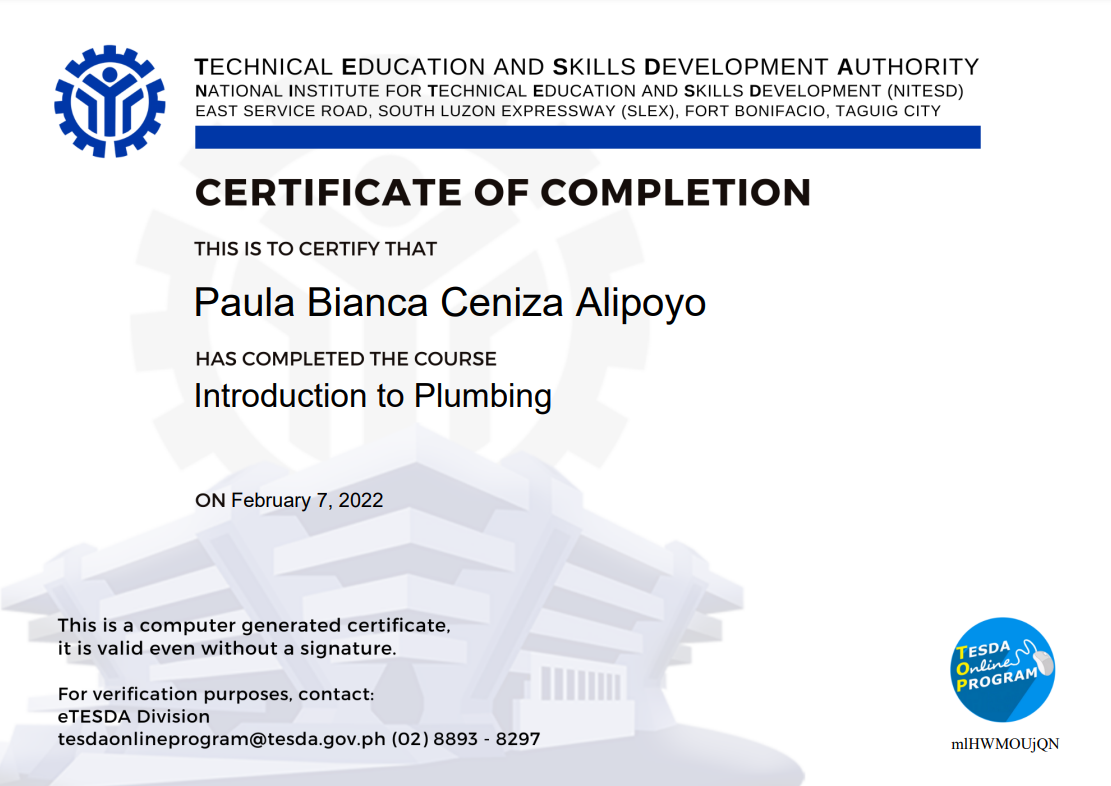 TECHNICAL EDUCATION AND SKILLS DEVELOPMENT AUTHORITY
NATIONAL INSTITUTE FOR TECHNICAL EDUCATION AND SKILLS DEVELOPMENT (NITESD)
EAST SERVICE ROAD, SOUTH LUZON EXPRESSWAY (SLEX), FORT BONIFACIO, TAGUIG CITY
CERTIFICATE OF COMPLETION
THIS IS TO CERTIFY THAT
Paula Bianca Ceniza Alipoyo
HAS COMPLETED THE COURSE
Introduction to Plumbing
ON February 7, 2022
This is a computer generated certificate,
it is valid even without a signature.
For verification purposes, contact:
eTESDA Division
tesdaonlineprogram@tesda.gov.ph (02) 8893 - 8297
TESDA
Online
PROGRAM
mlHWMOUjQN